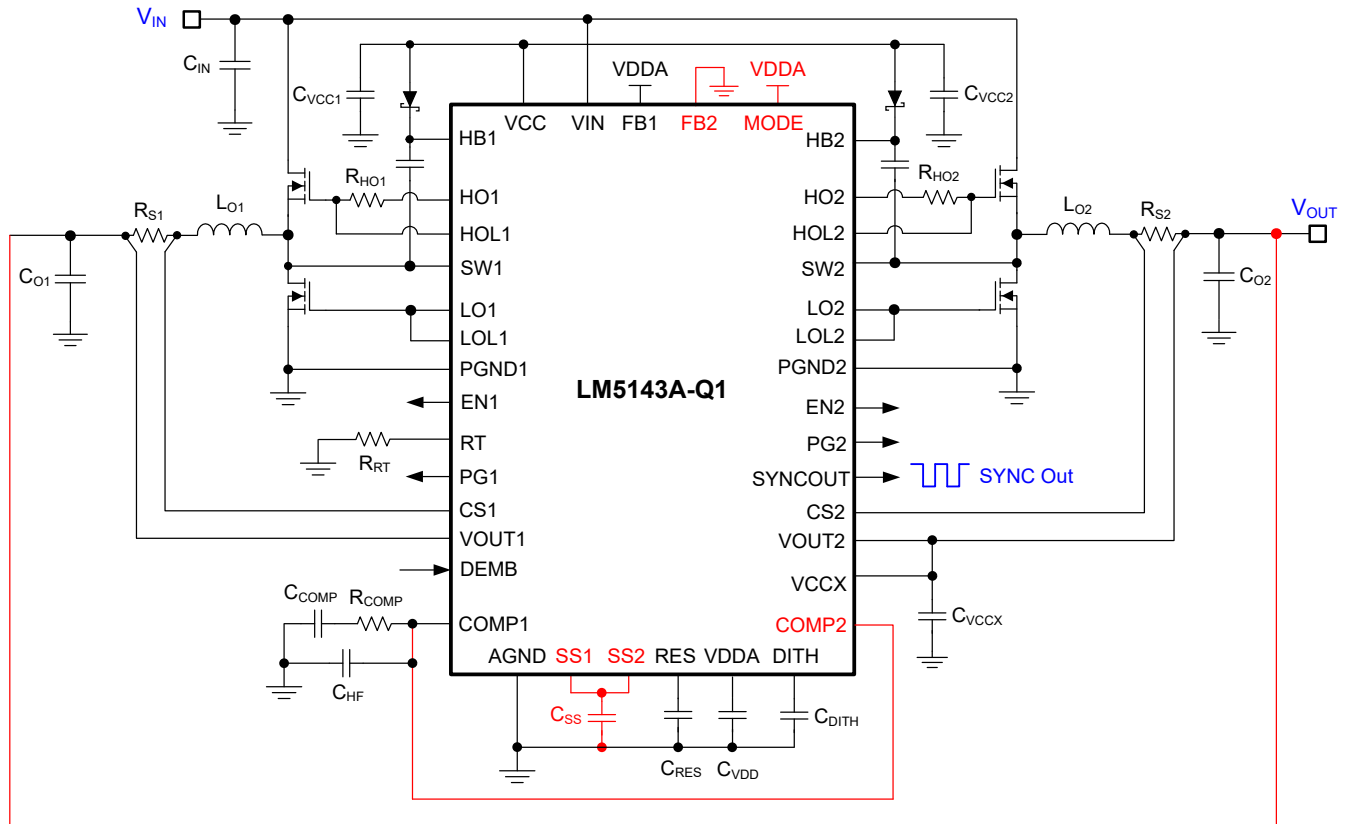 VIN
CIN
CVCC1
VDDA
VDDA
CVCC2
VCC
VIN
FB1
FB2
MODE
HB1
HB2
RHO1
HO1
HO2
RHO2
RS1
LO1
HOL1
HOL2
LO2
RS2
VOUT
SW1
SW2
CO1
CO2
LO1
LO2
LOL1
LOL2
PGND1
PGND2
LM5143A-Q1
EN1
EN2
RT
PG2
RRT
PG1
SYNCOUT
SYNC Out
CS1
CS2
VOUT1
VOUT2
DEMB
VCCX
CCOMP
RCOMP
COMP1
COMP2
CVCCX
AGND
SS1
SS2
RES
VDDA
DITH
CHF
CSS
CDITH
CRES
CVDD